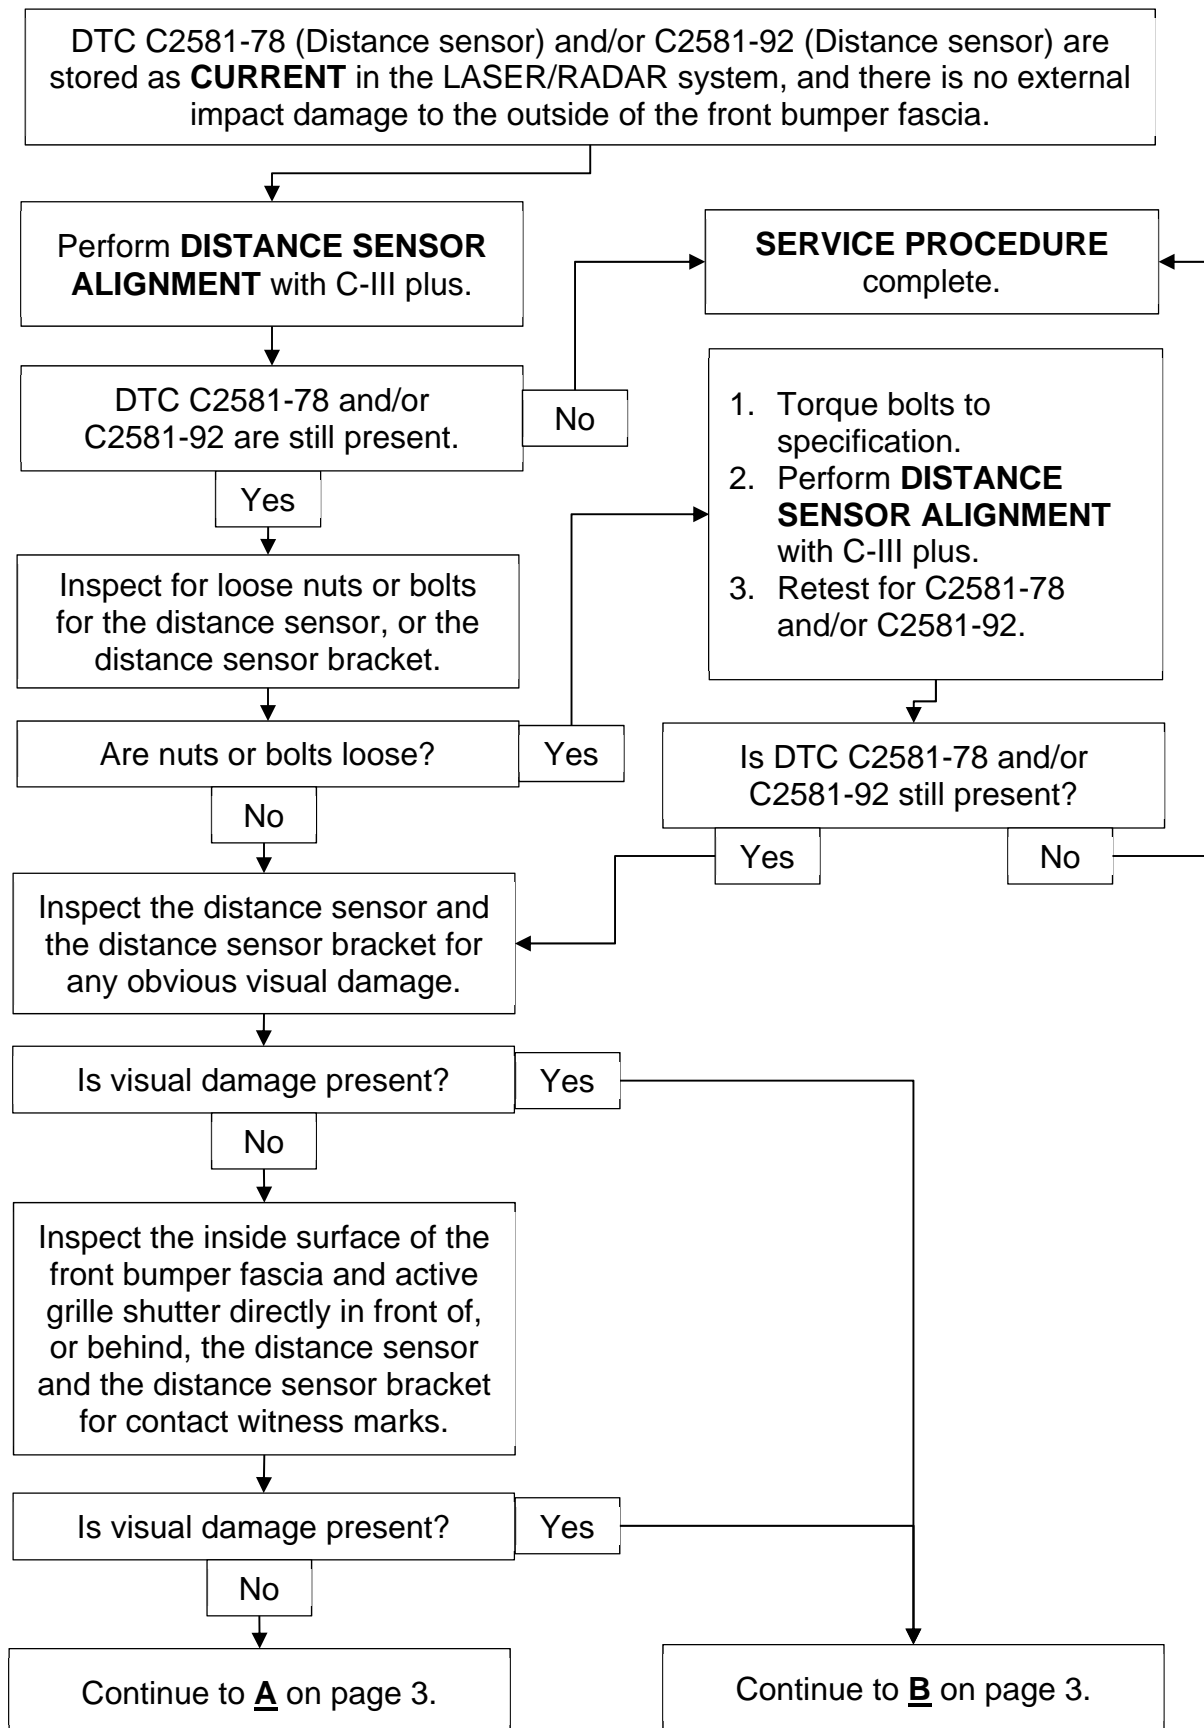 DTC C2581-78 (Distance sensor) and/or C2581-92 (Distance sensor) are
stored as CURRENT in the LASER/RADAR system, and there is no external
impact damage to the outside of the front bumper fascia.
Perform DISTANCE SENSOR
ALIGNMENT with C-III plus.
SERVICE PROCEDURE
complete.
DTC C2581-78 and/or
C2581-92 are still present.
No
Yes
1. Torque bolts to
specification.
2. Perform DISTANCE
SENSOR ALIGNMENT
with C-III plus.
3. Retest for C2581-78
and/or C2581-92.
Inspect for loose nuts or bolts
for the distance sensor, or the
distance sensor bracket.
Are nuts or bolts loose?
Yes
No
Is DTC C2581-78 and/or
C2581-92 still present?
Yes
No
Inspect the distance sensor and
the distance sensor bracket for
any obvious visual damage.
Is visual damage present?
Yes
No
Inspect the inside surface of the
front bumper fascia and active
grille shutter directly in front of,
or behind, the distance sensor
and the distance sensor bracket
for contact witness marks.
Is visual damage present?
Yes
No
Continue to A on page 3.
Continue to B on page 3.